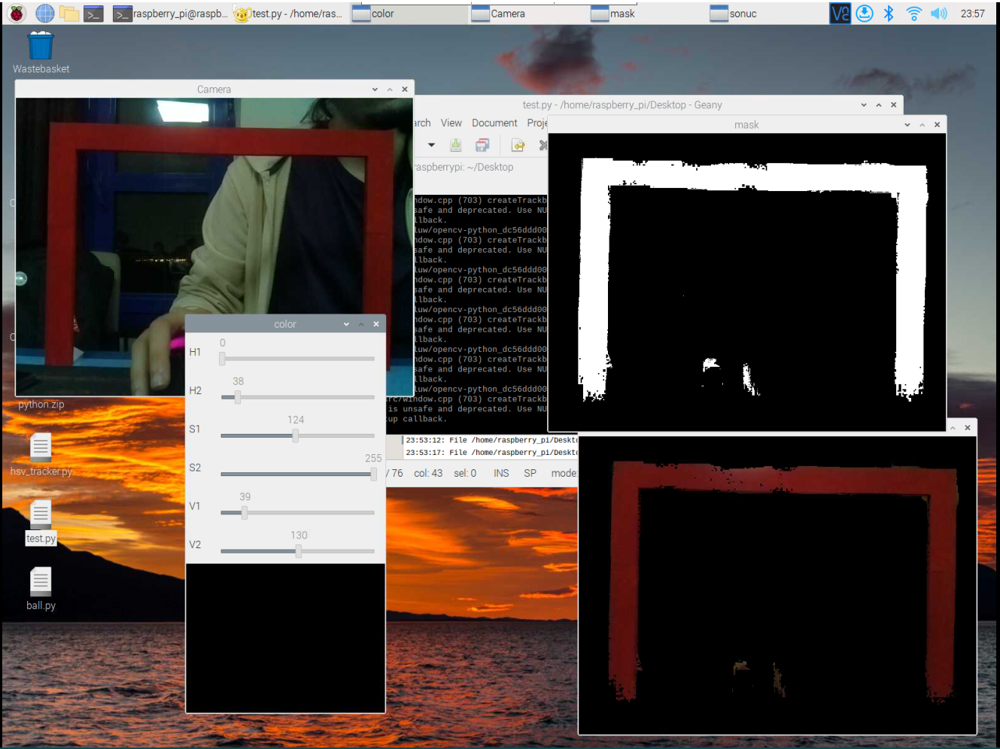 raspberry_pi@raspb...
test.py - /home/ras...
color
Camera
mask
sonuc
23:57
Wastebasket
Camera
test.py - /home/raspberry_pi/Desktop - Geany
arch View Document Proje
mask
raspberrypi: ~/Desktop
ndow.cpp (703) createTrackb
safe and deprecated. Use NU
llback.
luw/opencv-python_dc56ddd00
ndow.cpp (703) createTrackb
safe and deprecated. Use NU
llback.
luw/opencv-python_dc56ddd00
ndow.cpp (703) createTrackb
safe and deprecated. Use NU
llback.
luw/opencv-python_dc56ddd00
ndow.cpp (703) createTrackb
safe and deprecated. Use NU
llback.
luw/opencv-python_dc56ddd00
ndow.cpp (703) createTrackb
safe and deprecated. Use NU
llback.
luw/opencv-python_dc56ddd00
src/window.cpp (703) createTrackb
is unsafe and deprecated. Use NU
up callback.
color
H1 0
H2 38
S1 124
S2 255
V1 39
V2 130
23:53:12: File /home/raspberry_pi/Deskto
23:53:17: File /home/raspberry_pi/Deskto
/ 76 col: 43 sel: 0 INS SP mode:
python.zip
hsv_tracker.py
test.py
ball.py